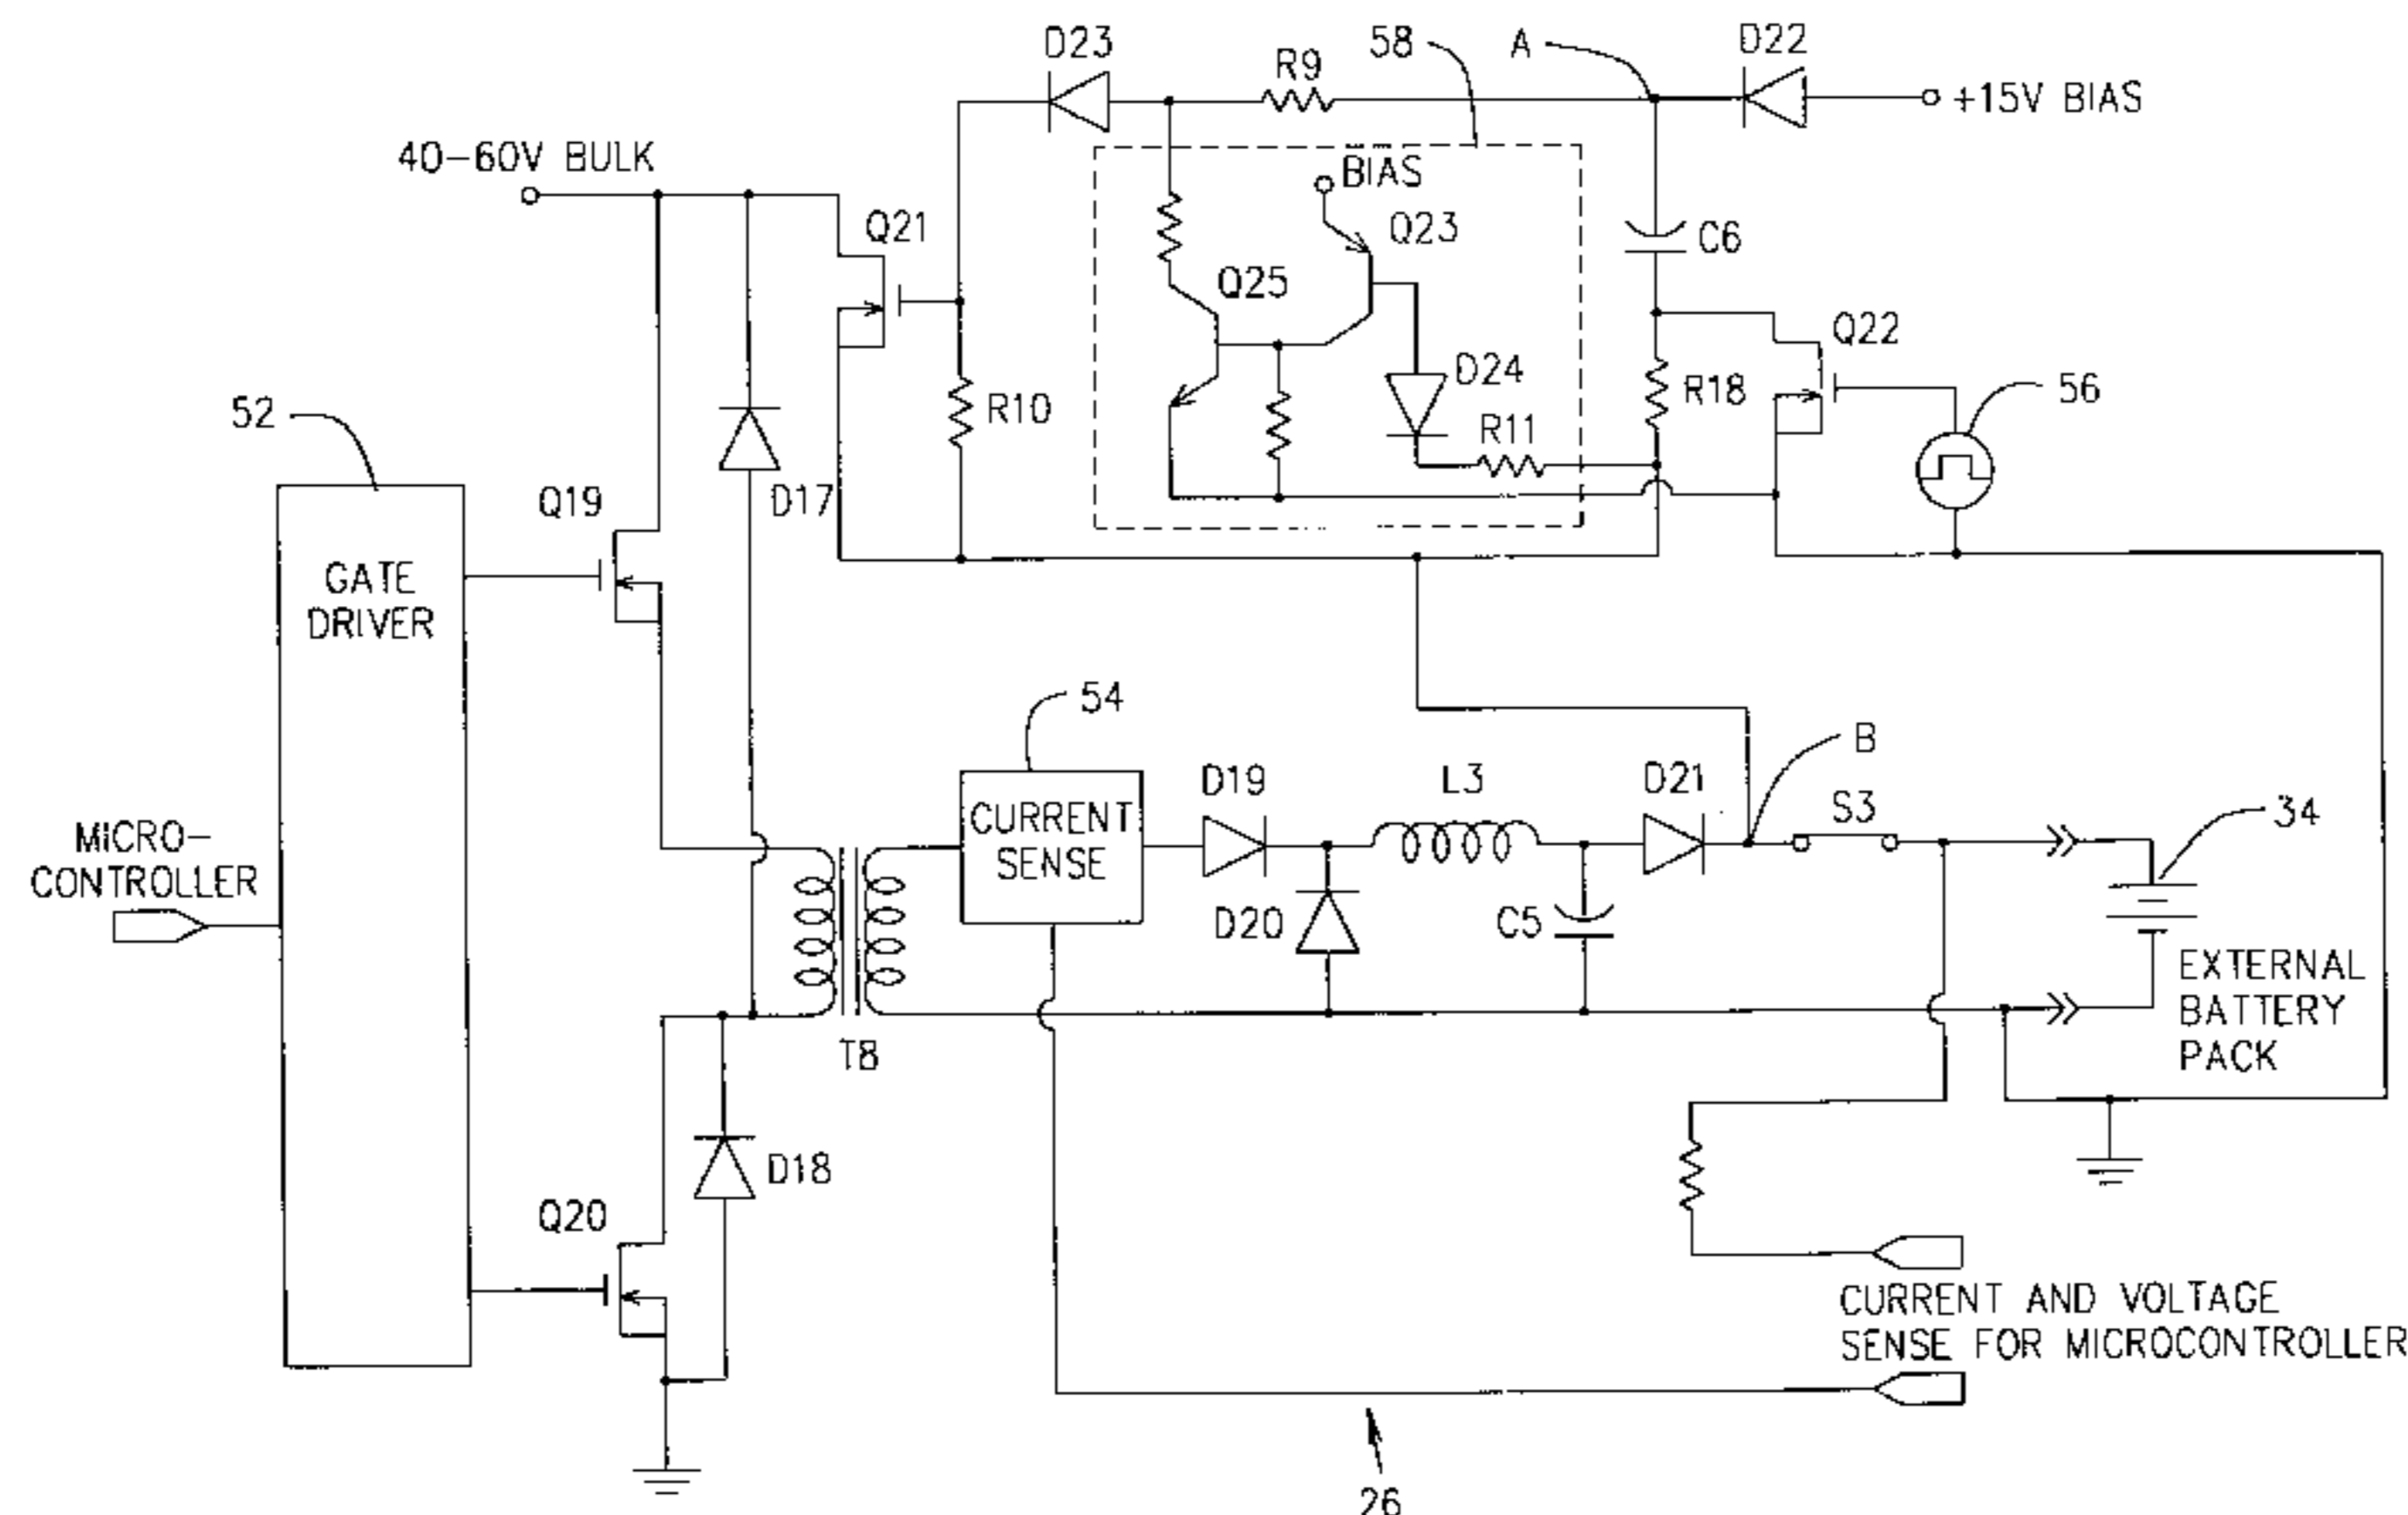 D23
R9
58
A
D22
+15V BIAS
40-60V BULK
Q21
BIAS
Q23
C6
Q25
Q22
52
R10
D24
R18
56
R11
Q19
D17
GATE
DRIVER
54
B
D19
L3
D21
S3
34
MICRO-
CONTROLLER
CURRENT
SENSE
D20
C5
EXTERNAL
BATTERY
PACK
T8
D18
Q20
CURRENT AND VOLTAGE
SENSE FOR MICROCONTROLLER
26